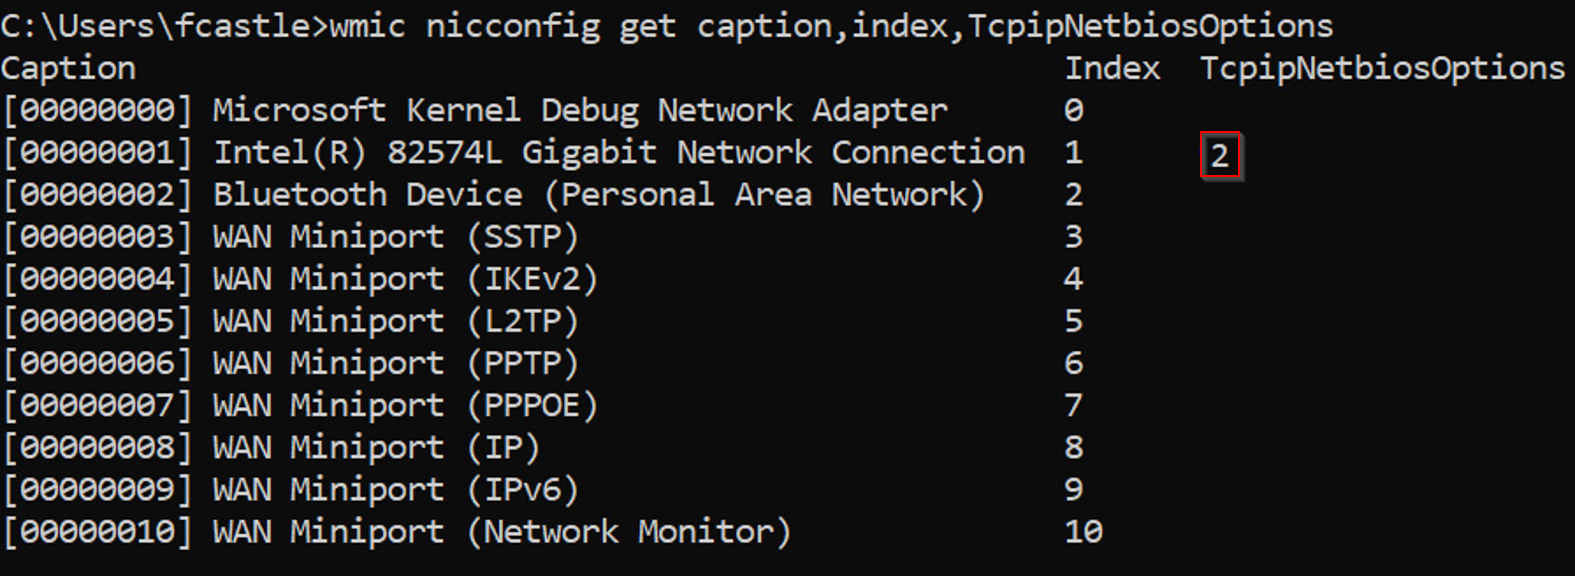 C:\Users\fcastle>wmic nicconfig get caption,index,TcpipNetbiosOptions
Caption Index TcpipNetbiosOptions
[00000000] Microsoft Kernel Debug Network Adapter 0
[00000001] Intel(R) 82574L Gigabit Network Connection 1 2
[00000002] Bluetooth Device (Personal Area Network) 2
[00000003] WAN Miniport (SSTP) 3
[00000004] WAN Miniport (IKEv2) 4
[00000005] WAN Miniport (L2TP) 5
[00000006] WAN Miniport (PPTP) 6
[00000007] WAN Miniport (PPPOE) 7
[00000008] WAN Miniport (IP) 8
[00000009] WAN Miniport (IPv6) 9
[00000010] WAN Miniport (Network Monitor) 10